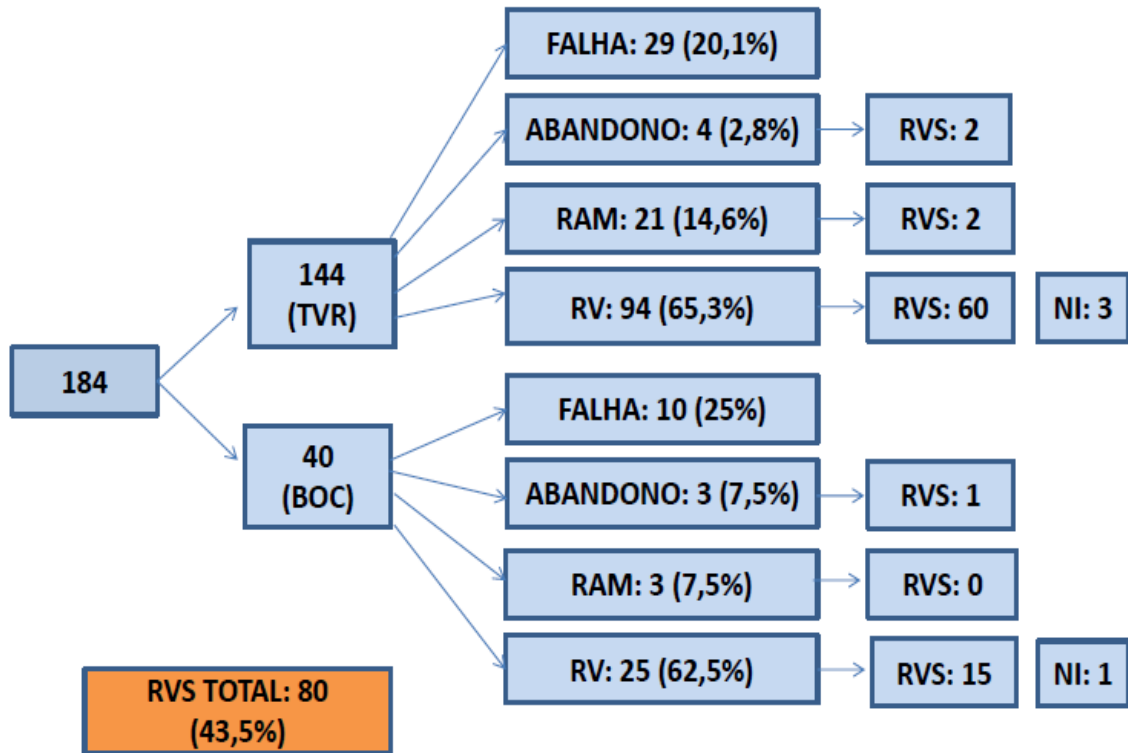 184
144
(TVR)
FALHA: 29 (20,1%)
ABANDONO: 4 (2,8%)
RVS: 2
RAM: 21 (14,6%)
RVS: 2
RV: 94 (65,3%)
RVS: 60
NI: 3
40
(BOC)
FALHA: 10 (25%)
ABANDONO: 3 (7,5%)
RVS: 1
RAM: 3 (7,5%)
RVS: 0
RV: 25 (62,5%)
RVS: 15
NI: 1
RVS TOTAL: 80
(43,5%)